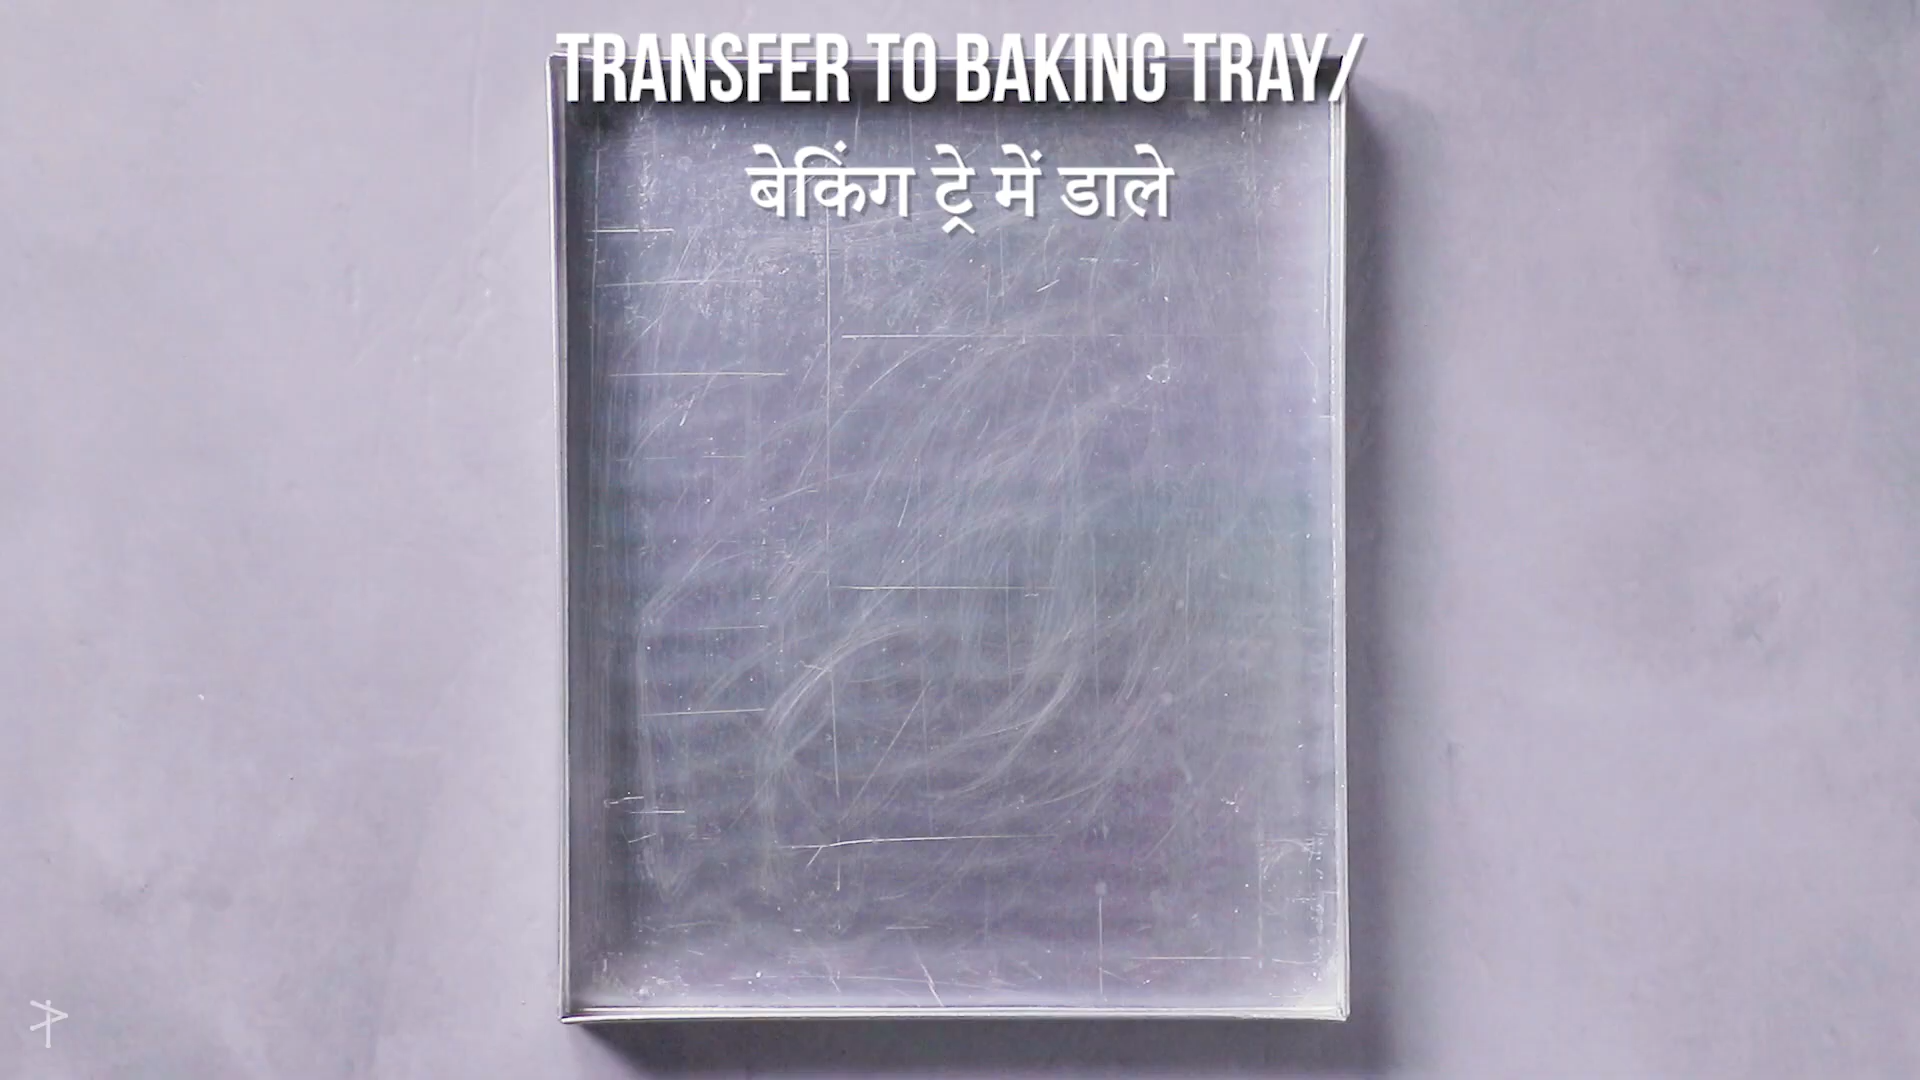 TRANSFER TO BAKING TRAY/
बेकिंग ट्रे में डाले